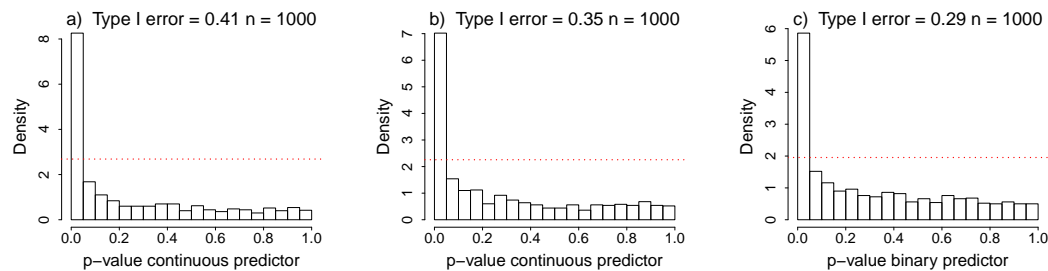 a) Type I error = 0.41 n = 1000
Density
0 2 4 6 8
0.0 0.2 0.4 0.6 0.8 1.0
p−value continuous predictor
b) Type I error = 0.35 n = 1000
Density
0 1 2 3 4 5 6 7
0.0 0.2 0.4 0.6 0.8 1.0
p−value continuous predictor
c) Type I error = 0.29 n = 1000
Density
0 1 2 3 4 5 6
0.0 0.2 0.4 0.6 0.8 1.0
p−value binary predictor